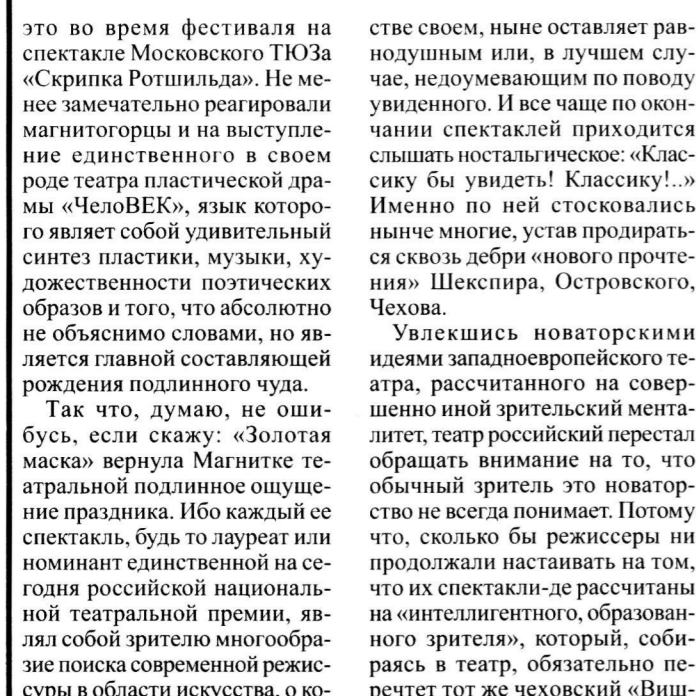 это во время фестиваля на
спектакле Московского ТЮЗа
«Скрипка Ротшильда». Не ме-
нее замечательно реагировали
магнитогорцы и на выступле-
ние единственного в своем
роде театра пластической дра-
мы «ЧелоВЕК», язык которо-
го являет собой удивительный
синтез пластики, музыки, ху-
дожественности поэтических
образов и того, что абсолютно
не объяснимо словами, но яв-
ляется главной составляющей
рождения подлинного чуда.
Так что, думаю, не оши-
бусь, если скажу: «Золотая
маска» вернула Магнитке те-
атральной подлинное ощуще-
ние праздника. Ибо каждый ее
спектакль, будь то лауреат или
номинант единственной на се-
годня российской националь-
ной театральной премии, яв-
лял собой зрителю многообра-
зие поиска современной режис-
суры в области искусства, о ко-
стве своем, ныне оставляет рав-
нодушным или, в лучшем слу-
чае, недоумевающим по поводу
увиденного. И все чаще по окон-
чании спектаклей приходится
слышать ностальгическое: «Клас-
сику бы увидеть! Классику!..»
Именно по ней стосковались
нынче многие, устав продирать-
ся сквозь дебри «нового прочте-
ния» Шекспира, Островского,
Чехова.
Увлекшись новаторскими
идеями западноевропейского те-
атра, рассчитанного на совер-
шенно иной зрительский мента-
литет, театр российский перестал
обращать внимание на то, что
обычный зритель это новатор-
ство не всегда понимает. Потому
что, сколько бы режиссеры ни
продолжали настаивать на том,
что их спектакли-де рассчитаны
на «интеллигентного, образован-
ного зрителя», который, соби-
раясь в театр, обязательно пе-
речтет тот же чеховский «Виш-